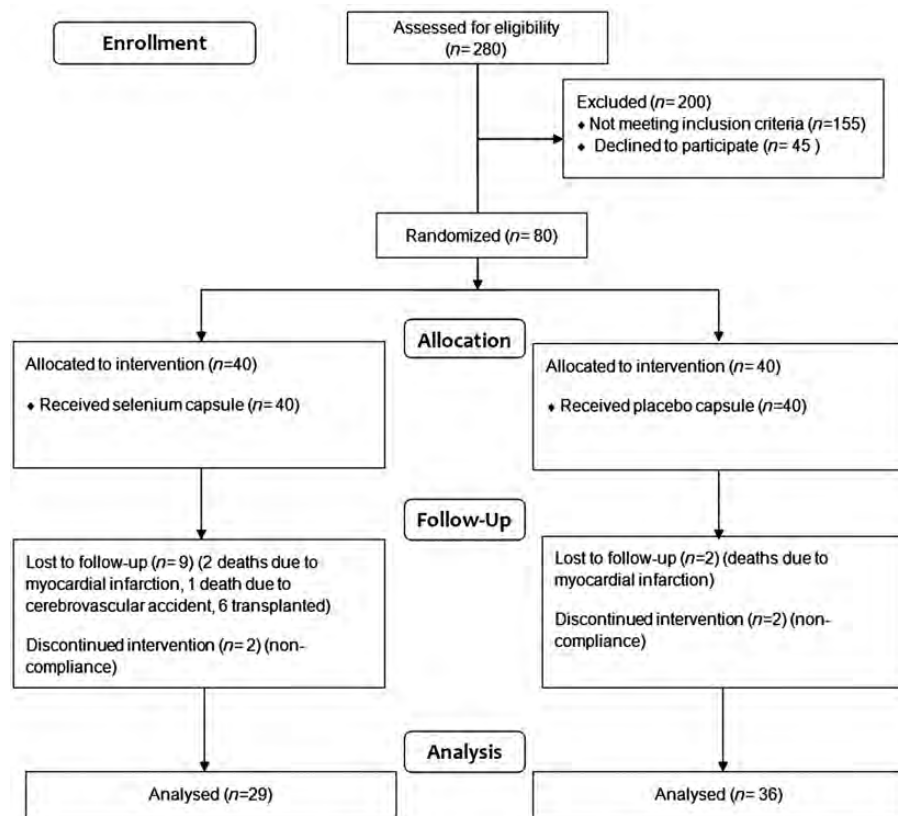 Enrollment
Assessed for eligibility
(n= 280)
Excluded (n= 200)
♦ Not meeting inclusion criteria (n=155)
♦ Declined to participate (n= 45 )
Randomized (n= 80)
Allocation
Allocated to intervention (n=40)
♦ Received selenium capsule (n= 40)
Allocated to intervention (n= 40)
♦ Received placebo capsule (n=40)
Follow-Up
Lost to follow-up (n= 9) (2 deaths due to
myocardial infarction, 1 death due to
cerebrovascular accident, 6 transplanted)
Discontinued intervention (n= 2) (non-
compliance)
Lost to follow-up (n=2) (deaths due to
myocardial infarction)
Discontinued intervention (n=2) (non-
compliance)
Analysis
Analysed (n=29)
Analysed (n= 36)